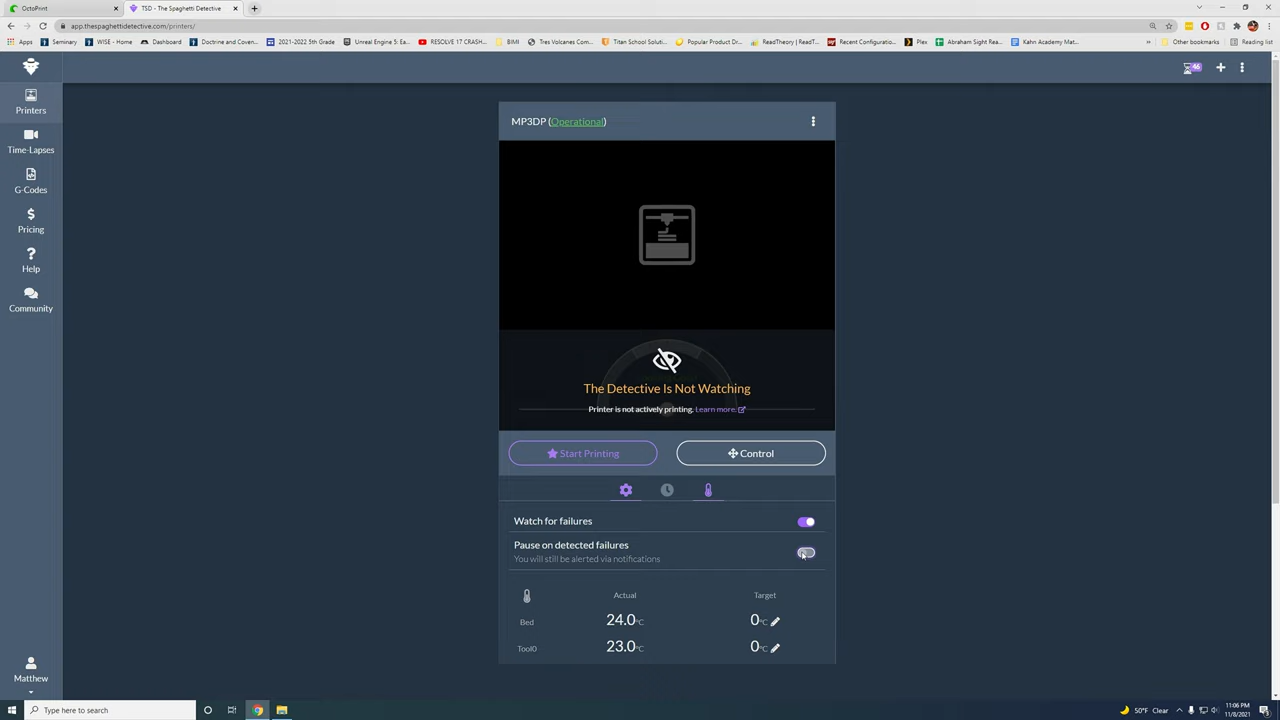 OctoPrint
TSD - The Spaghetti Detective
app.thespaghettidetective.com/printers/
Apps
Seminary
WISE - Home
Dashboard
Doctrine and Coven...
2021-2022 5th Grade
Unreal Engine 5: Ea...
RESOLVE 17 CRASH...
BIMI
Tres Volcanes Com...
Titan School Solutio...
Popular Product Dr...
ReadTheory | ReadT...
Recent Configuratio...
Plex
Abraham Sight Rea...
Kahn Academy Mat...
»
Other bookmarks
Reading list
46
Printers
Time-Lapses
G-Codes
Pricing
Help
Community
Matthew
MP3DP (Operational)
The Detective Is Not Watching
Printer is not actively printing. Learn more.
Start Printing
Control
Watch for failures
Pause on detected failures
You will still be alerted via notifications
Actual Target
Bed 24.0°C 0°C
Tool0 23.0°C 0°C
Type here to search
50°F Clear
11:06 PM
11/8/2021